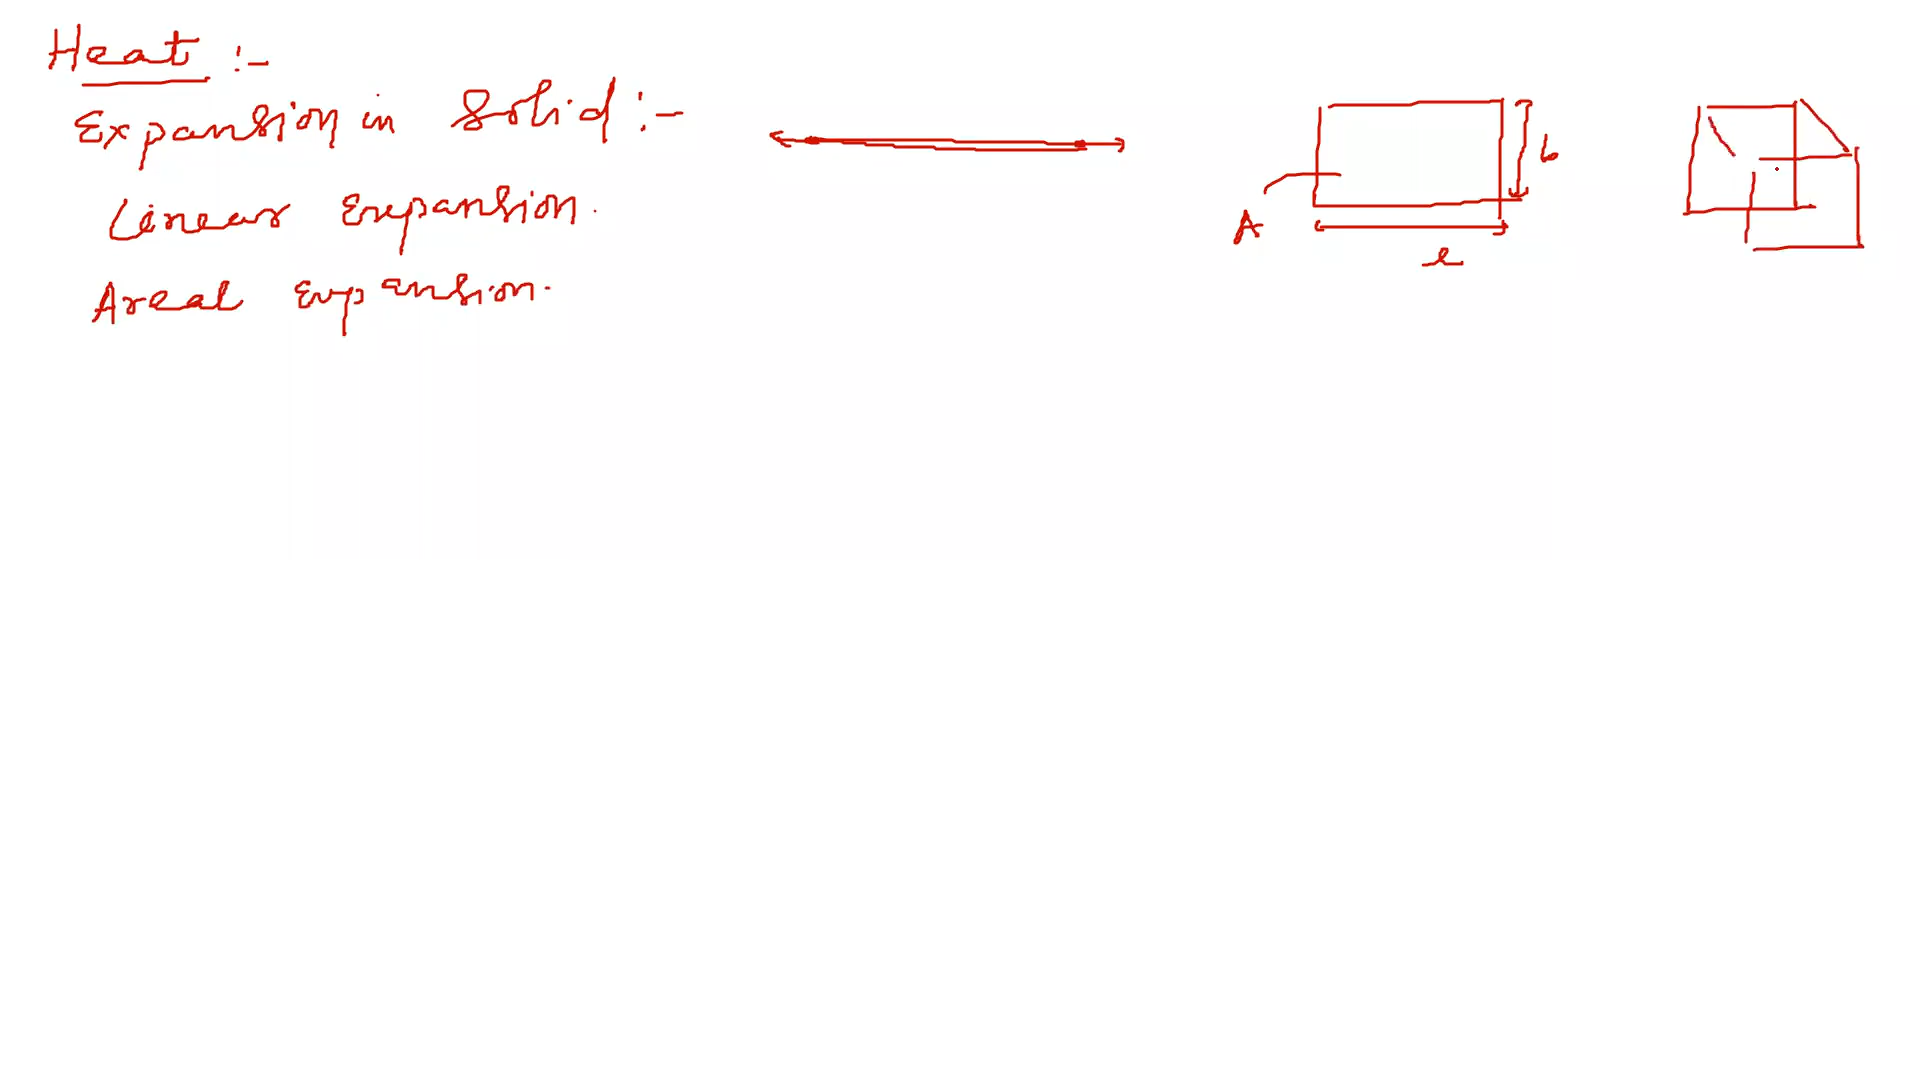 Heat :-
Expansion in Solid :-
Linear Expansion.
Areal Expansion.
A
b
l